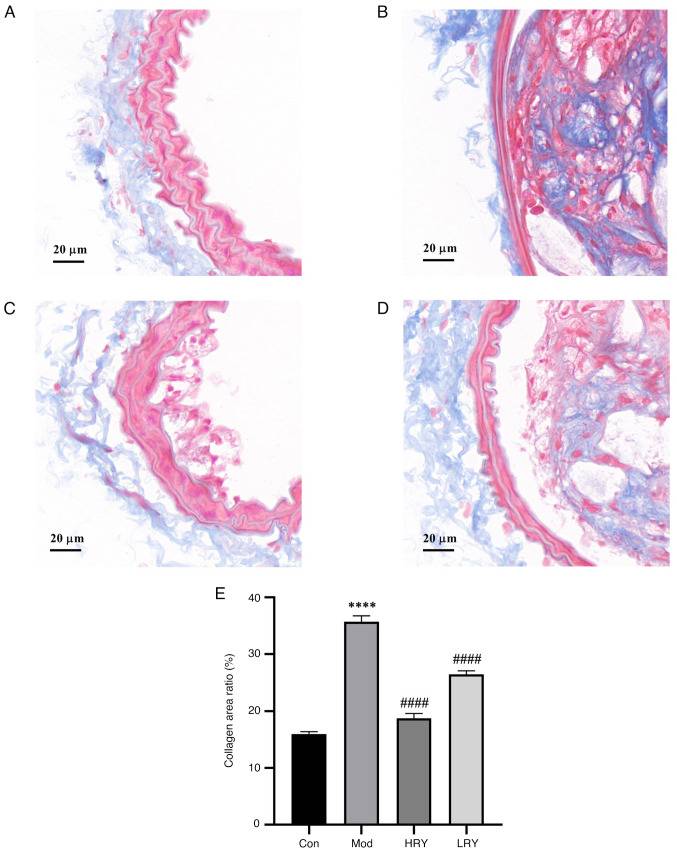 A
B
20 μm
20 μm
C
D
20 μm
20 μm
E
Collagen area ratio (%)
40
30
20
10
0
****
####
####
Con Mod HRY LRY